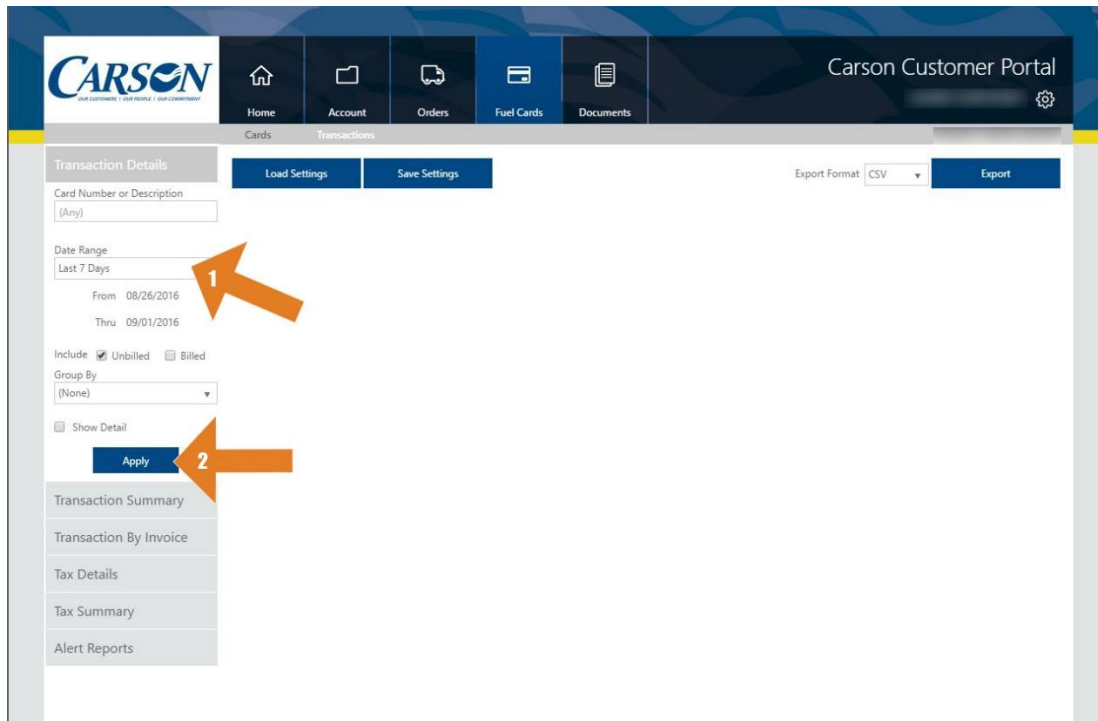 CARSON
OUR CUSTOMERS | OUR PEOPLE | OUR COMMITMENT
Home
Account
Orders
Fuel Cards
Documents
Carson Customer Portal
Cards
Transactions
Transaction Details
Load Settings
Save Settings
Export Format
CSV
Export
Card Number or Description
(Any)
Date Range
Last 7 Days
1
From 08/26/2016
Thru 09/01/2016
Include Unbilled Billed
Group By
(None)
Show Detail
Apply
2
Transaction Summary
Transaction By Invoice
Tax Details
Tax Summary
Alert Reports